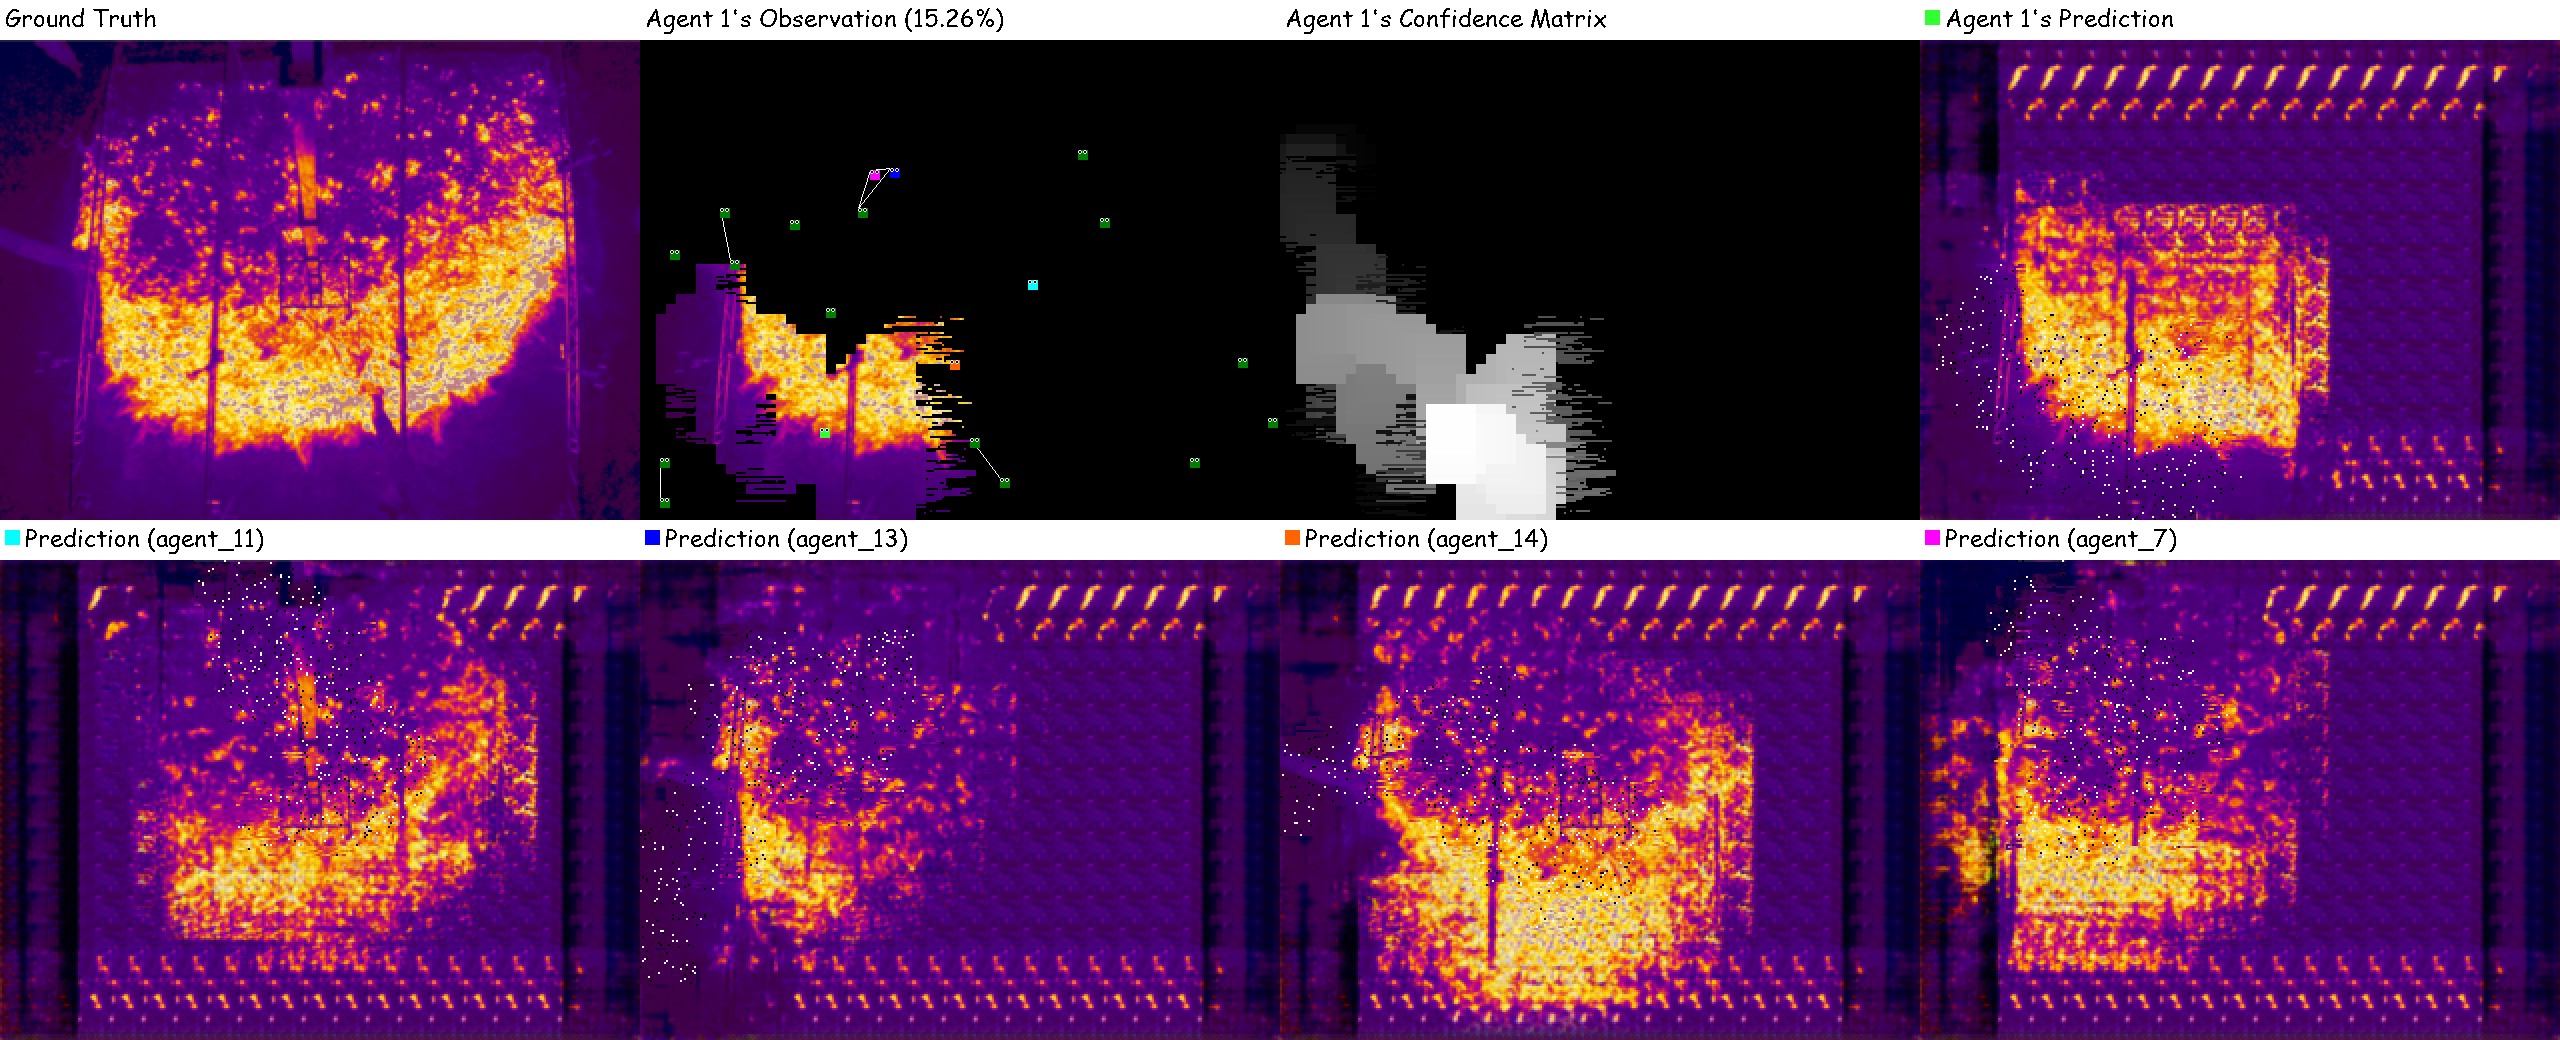 Ground Truth
Agent 1's Observation (15.26%)
Agent 1's Confidence Matrix
Agent 1's Prediction
Prediction (agent_11)
Prediction (agent_13)
Prediction (agent_14)
Prediction (agent_7)